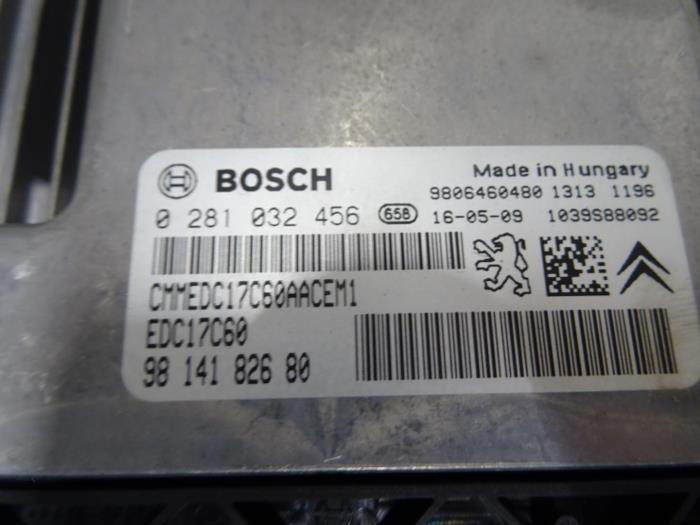 BOSCH
Made in Hungary
9806460480 1313 1196
0 281 032 456 658 16-05-09 1039S88092
CMMEDC17C60AACEM1
EDC17C60
98 141 826 80